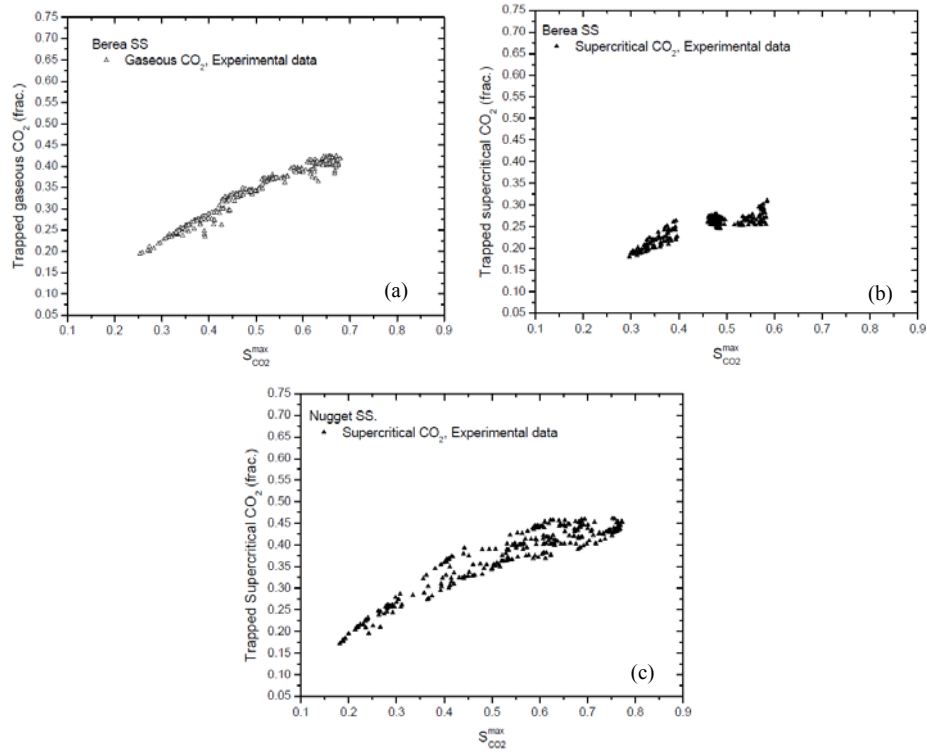 0.75
0.70
0.65
0.60
0.55
0.50
0.45
0.40
0.35
0.30
0.25
0.20
0.15
0.10
0.05
Trapped gaseous CO₂ (frac.)
Berea SS
△ Gaseous CO₂, Experimental data
(a)
0.1 0.2 0.3 0.4 0.5 0.6 0.7 0.8 0.9
S_CO2^max
0.75
0.70
0.65
0.60
0.55
0.50
0.45
0.40
0.35
0.30
0.25
0.20
0.15
0.10
0.05
Trapped supercritical CO₂ (frac.)
Berea SS
▲ Supercritical CO₂, Experimental data
(b)
0.1 0.2 0.3 0.4 0.5 0.6 0.7 0.8 0.9
S_CO2^max
0.75
0.70
0.65
0.60
0.55
0.50
0.45
0.40
0.35
0.30
0.25
0.20
0.15
0.10
0.05
Trapped Supercritical CO₂ (frac.)
Nugget SS.
▲ Supercritical CO₂, Experimental data
(c)
0.1 0.2 0.3 0.4 0.5 0.6 0.7 0.8 0.9
S_CO2^max